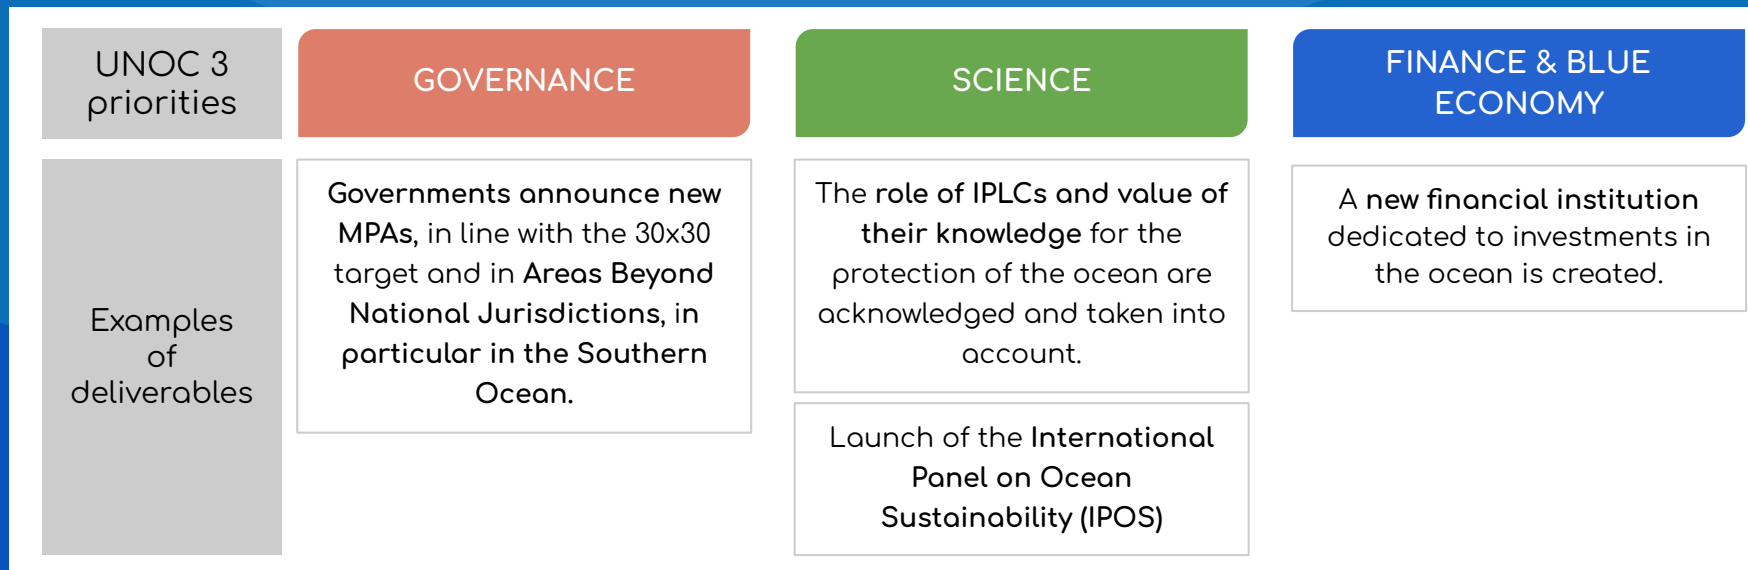 UNOC 3
priorities
GOVERNANCE
SCIENCE
FINANCE & BLUE
ECONOMY
Examples
of
deliverables
Governments announce new
MPAs, in line with the 30x30
target and in Areas Beyond
National Jurisdictions, in
particular in the Southern
Ocean.
The role of IPLCs and value of
their knowledge for the
protection of the ocean are
acknowledged and taken into
account.
Launch of the International
Panel on Ocean
Sustainability (IPOS)
A new financial institution
dedicated to investments in
the ocean is created.